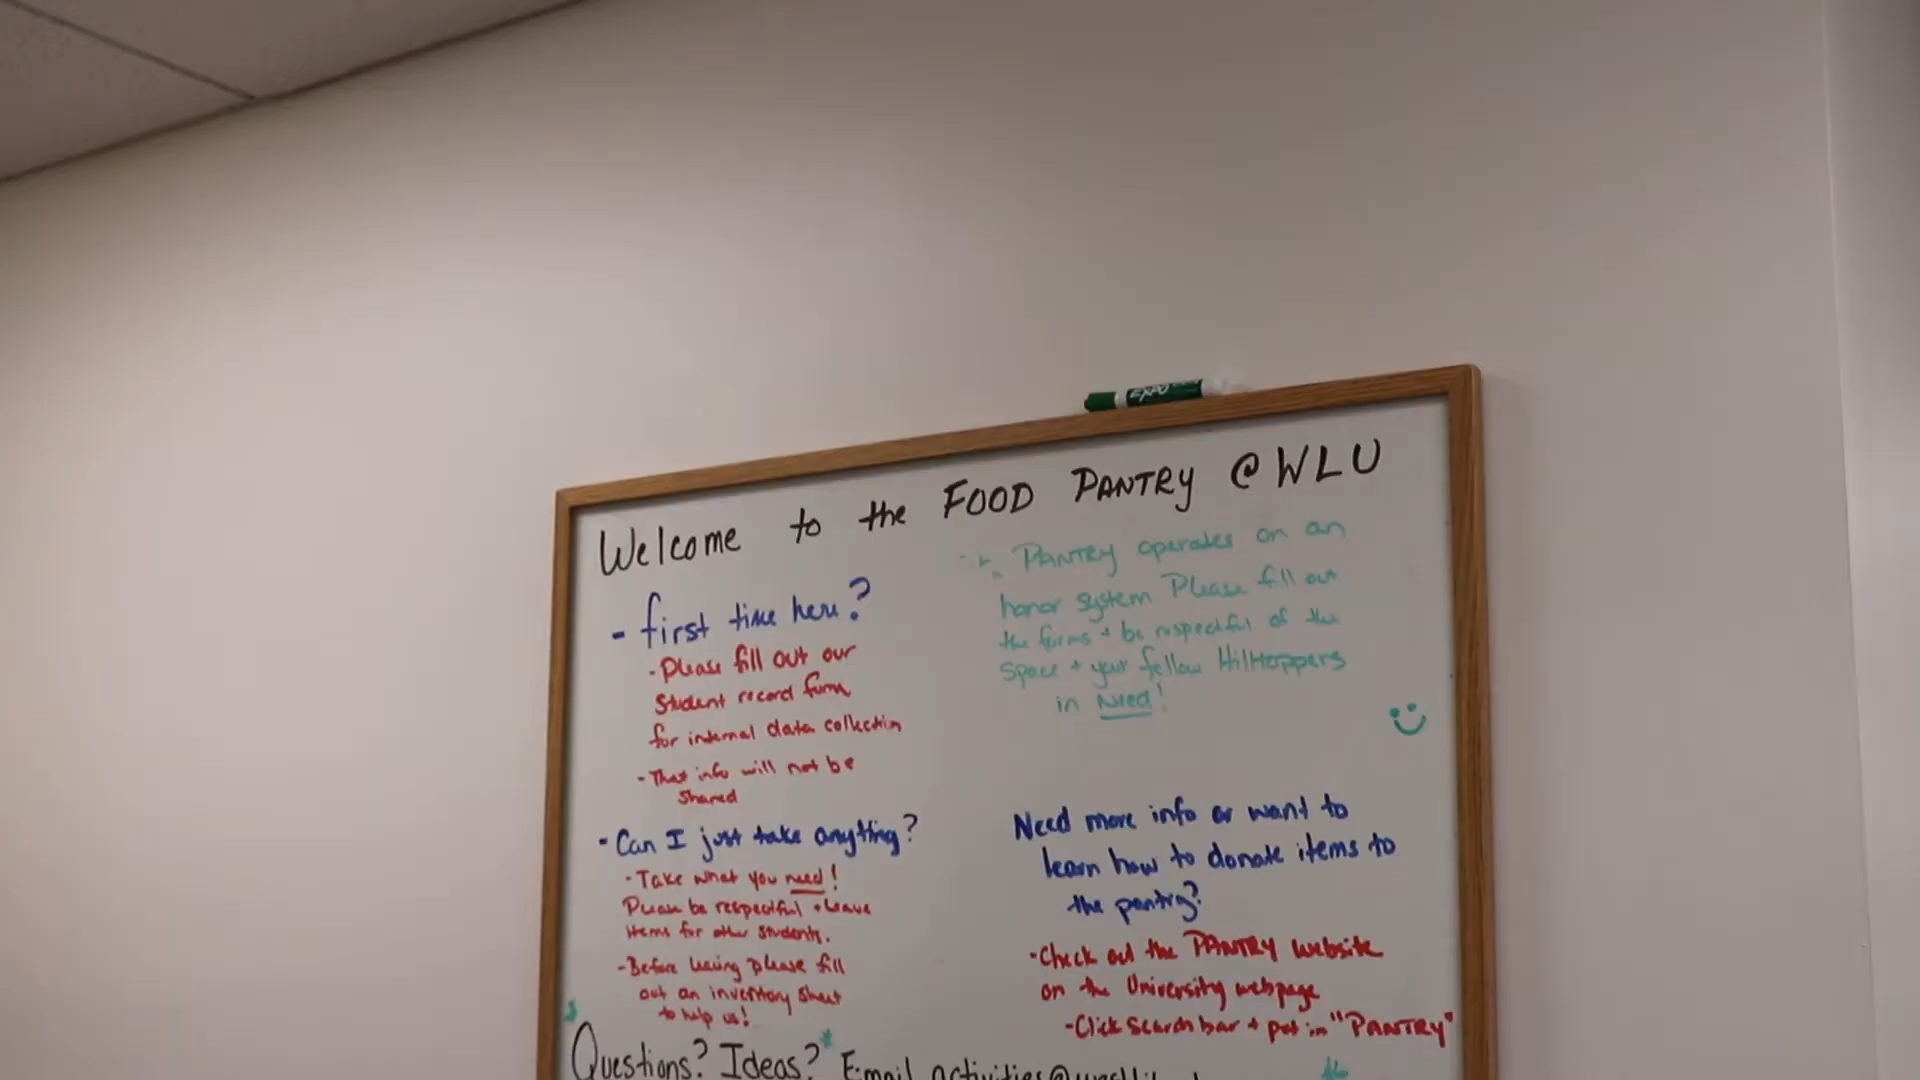 EXPO
Welcome to the FOOD PANTRY @ WLU
- first time here?
- Please fill out our
student record form
for internal data collection
- That info will not be
shared
- Can I just take anything?
- Take what you need!
Please be respectful + leave
items for other students.
- Before leaving please fill
out an inventory sheet
to help us!
PANTRY operates on an
honor system Please fill out
the forms + be respectful of the
space + your fellow Hilltoppers
in Need!
Need more info or want to
learn how to donate items to
the pantry?
- Check out the PANTRY website
on the University webpage
- Click search bar + put in "PANTRY"
Questions? Ideas? Email